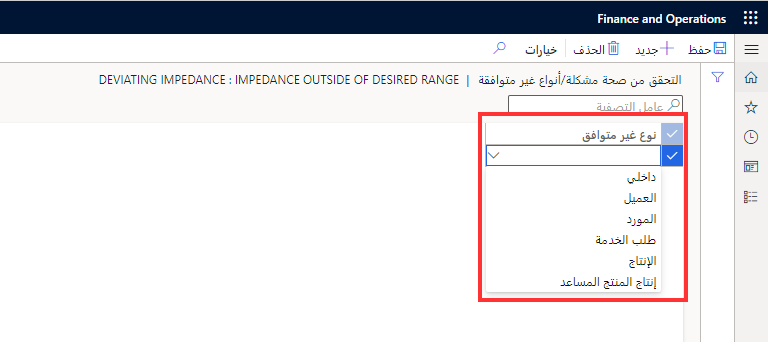 Finance and Operations
حفظ جديد الحذف خيارات
التحقق من صحة مشكلة/أنواع غير متوافقة | DEVIATING IMPEDANCE : IMPEDANCE OUTSIDE OF DESIRED RANGE
عامل التصفية
نوع غير متوافق
داخلي
العميل
المورد
طلب الخدمة
الإنتاج
إنتاج المنتج المساعد